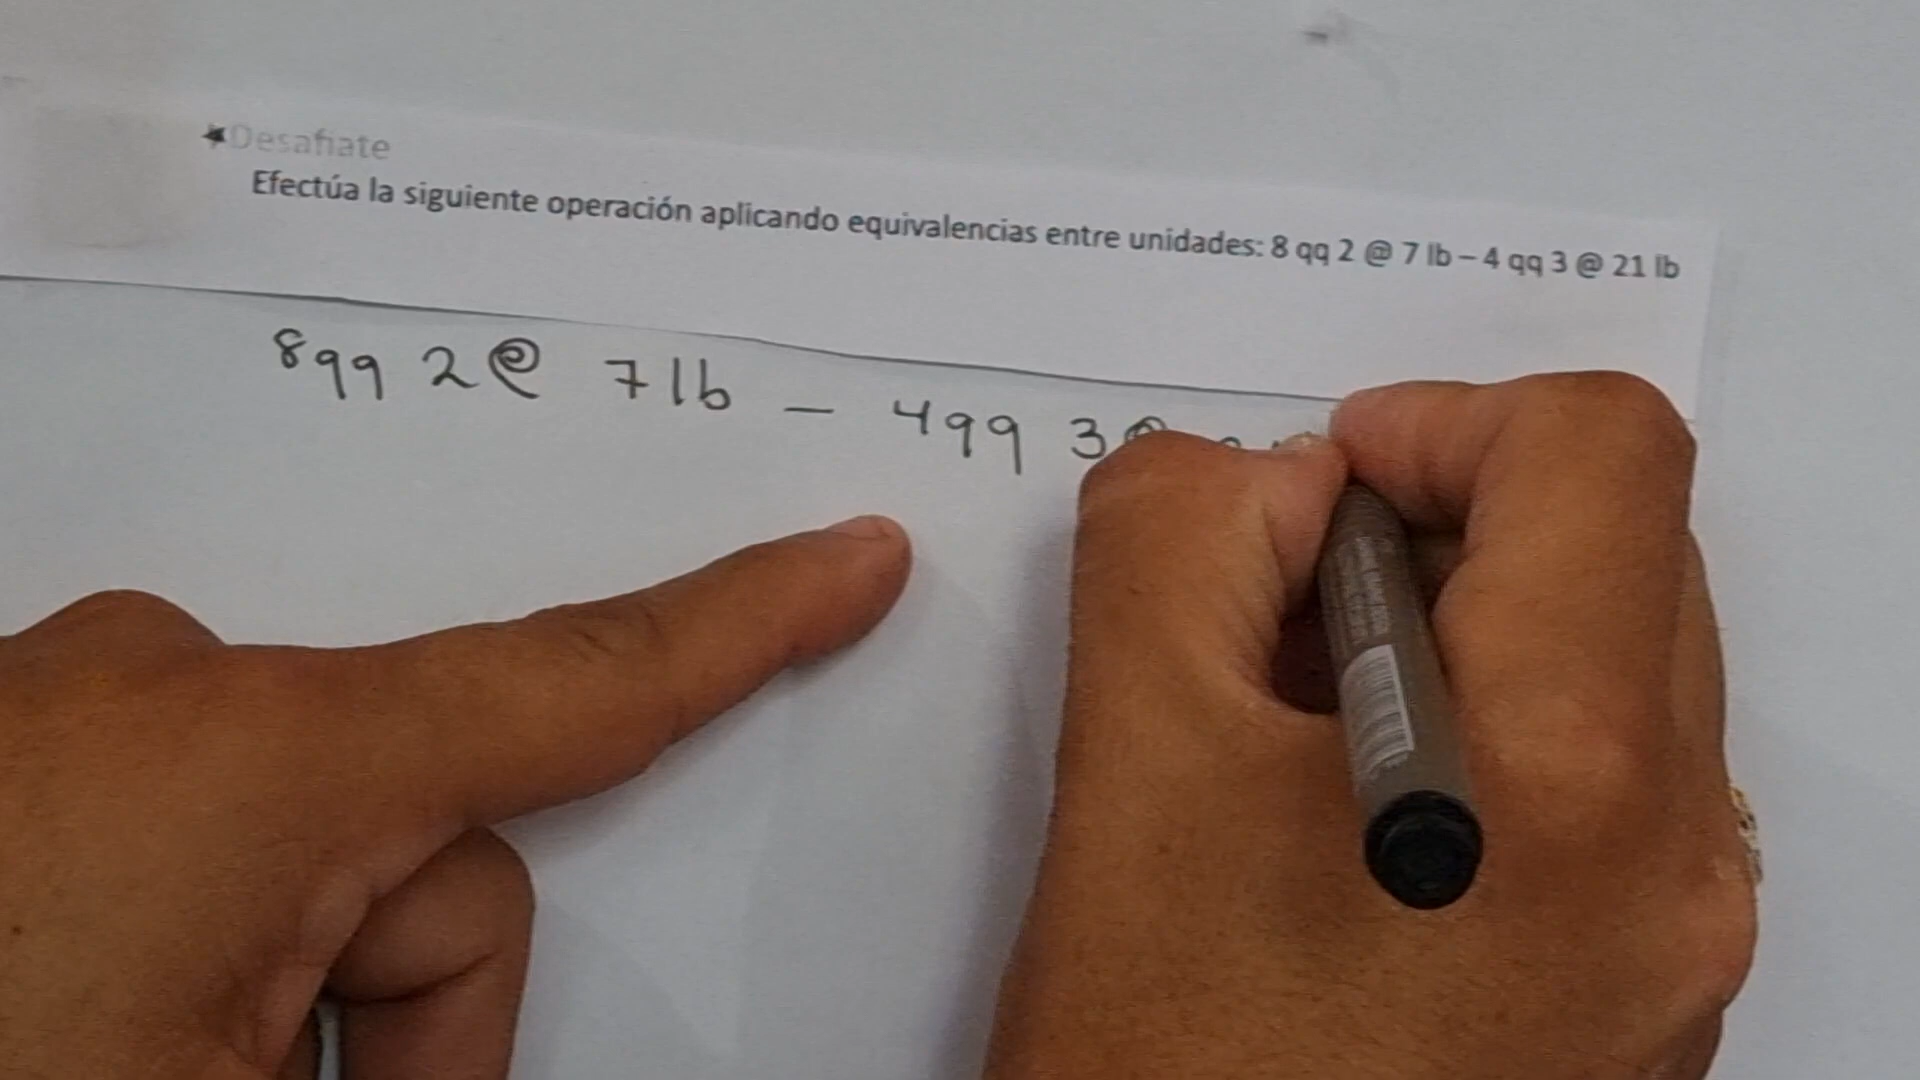 Desafíate
Efectúa la siguiente operación aplicando equivalencias entre unidades: 8 qq 2 @ 7 lb – 4 qq 3 @ 21 lb
8qq 2@ 7lb – 4qq 3@